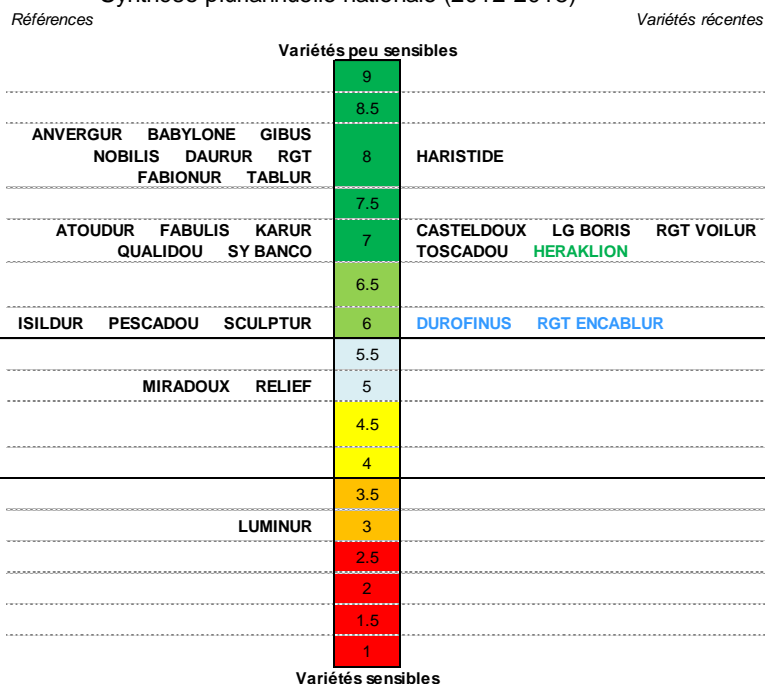 Références Variétés récentes
Variétés peu sensibles
9
8.5
ANVERGUR BABYLONE GIBUS
NOBILIS DAURUR RGT 8 HARISTIDE
FABIONUR TABLUR
7.5
ATOUDUR FABULIS KARUR CASTELDOUX LG BORIS RGT VOILUR
7
QUALIDOU SY BANCO TOSCADOU HERAKLION
6.5
ISILDUR PESCADOU SCULPTUR 6 DUROFINUS RGT ENCABLUR
5.5
MIRADOUX RELIEF 5
4.5
4
3.5
LUMINUR 3
2.5
2
1.5
1
Variétés sensibles